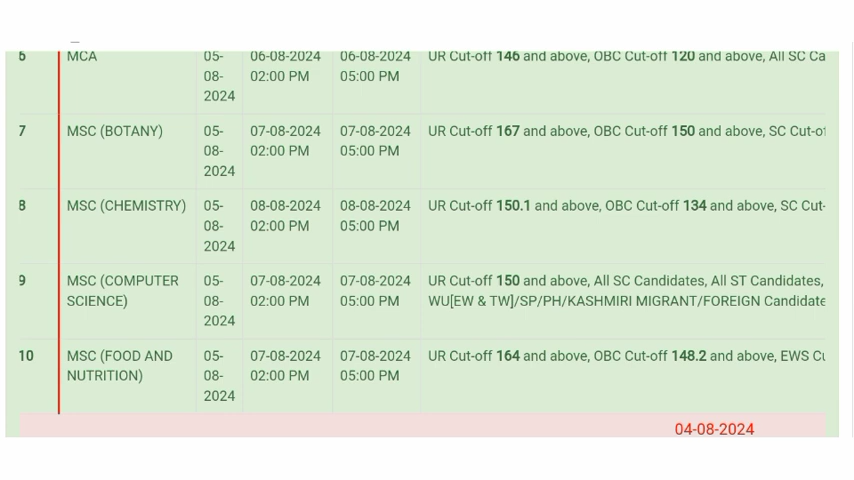 6 MCA 05-08-2024 06-08-2024 02:00 PM 06-08-2024 05:00 PM UR Cut-off 146 and above, OBC Cut-off 120 and above, All SC Ca
7 MSC (BOTANY) 05-08-2024 07-08-2024 02:00 PM 07-08-2024 05:00 PM UR Cut-off 167 and above, OBC Cut-off 150 and above, SC Cut-of
8 MSC (CHEMISTRY) 05-08-2024 08-08-2024 02:00 PM 08-08-2024 05:00 PM UR Cut-off 150.1 and above, OBC Cut-off 134 and above, SC Cut-
9 MSC (COMPUTER SCIENCE) 05-08-2024 07-08-2024 02:00 PM 07-08-2024 05:00 PM UR Cut-off 150 and above, All SC Candidates, All ST Candidates,
WU[EW & TW]/SP/PH/KASHMIRI MIGRANT/FOREIGN Candidate
10 MSC (FOOD AND NUTRITION) 05-08-2024 07-08-2024 02:00 PM 07-08-2024 05:00 PM UR Cut-off 164 and above, OBC Cut-off 148.2 and above, EWS Cu
04-08-2024